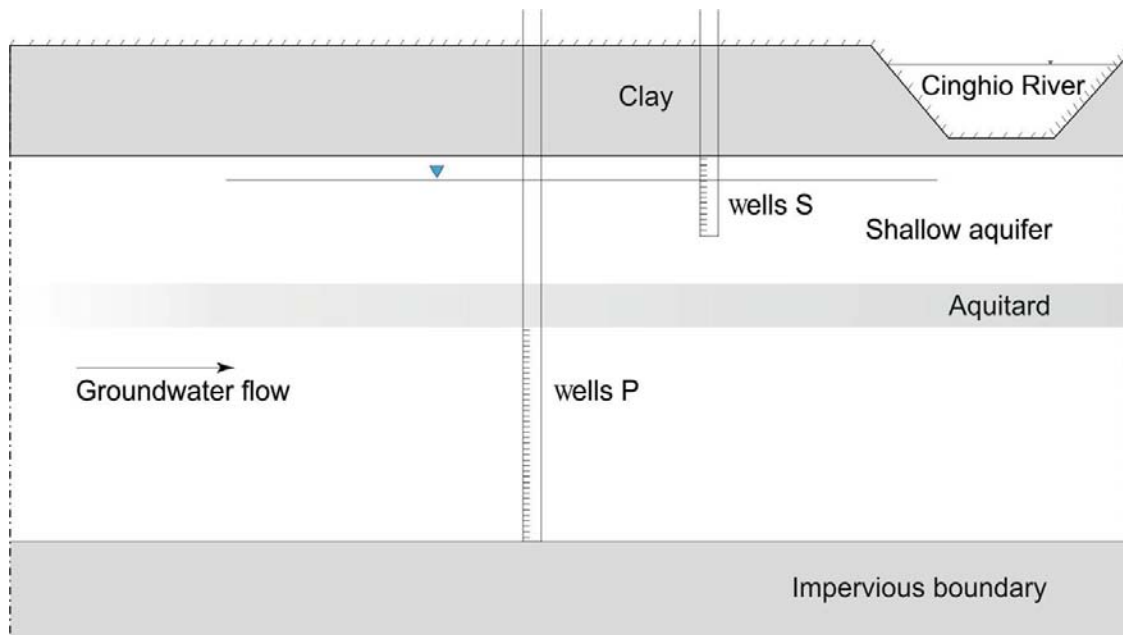 Cinghio River
Clay
wells S
Shallow aquifer
Aquitard
Groundwater flow
wells P
Impervious boundary